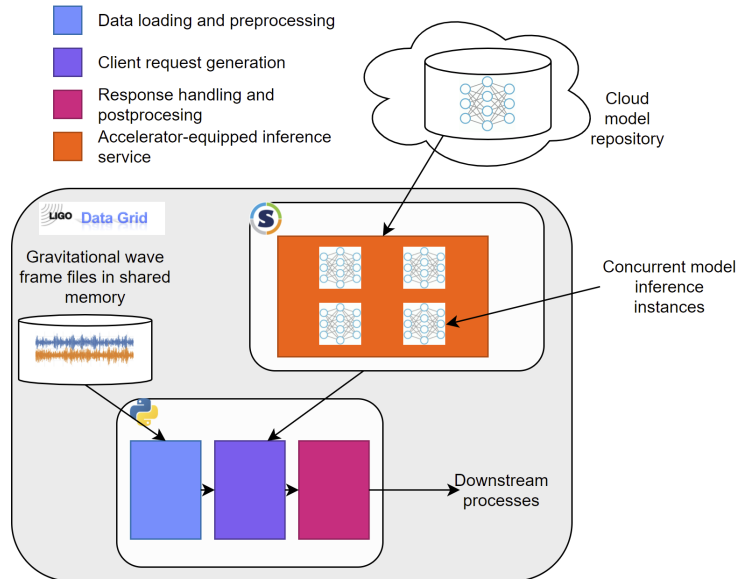 Data loading and preprocessing
Client request generation
Response handling and
postprocesing
Accelerator-equipped inference
service
Cloud
model
repository
LIGO Data Grid
S
Gravitational wave
frame files in shared
memory
Concurrent model
inference
instances
Downstream
processes